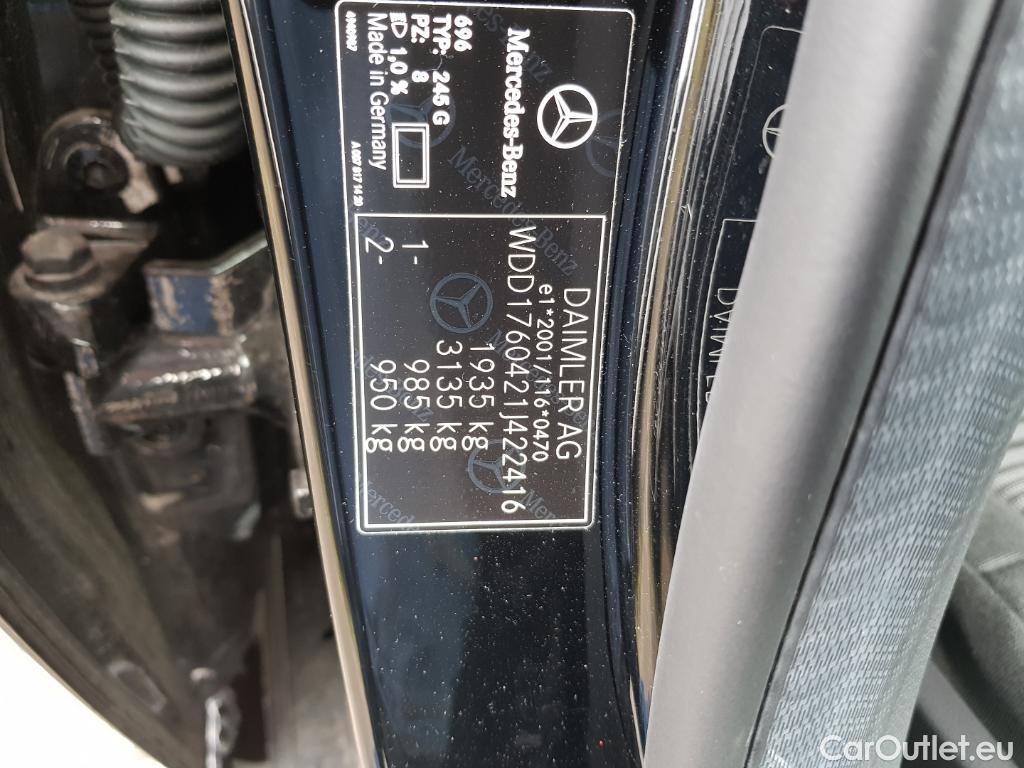 Mercedes-Benz
696
TYP: 245 G
PZ: 8
1,0 %
Made in Germany
DAIMLER AG
e1*2001/116*0470
WDD1760421J422416
1935 kg
3135 kg
1- 985 kg
2- 950 kg
CarOutlet.eu